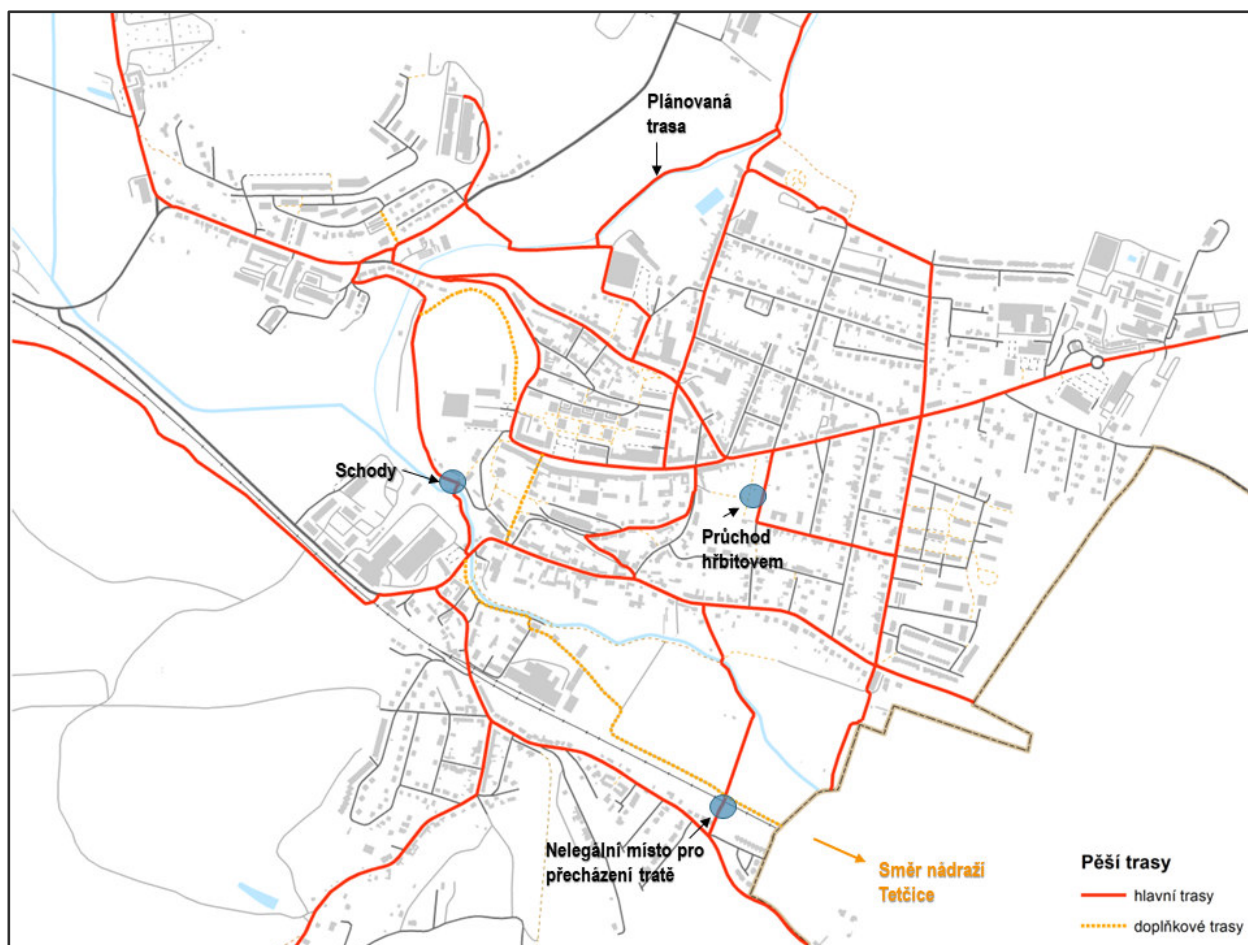 Plánovaná
trasa
Schody
Průchod
hřbitovem
Nelegální místo pro
přecházení tratě
Směr nádraží
Tetčice
Pěší trasy
hlavní trasy
doplňkové trasy